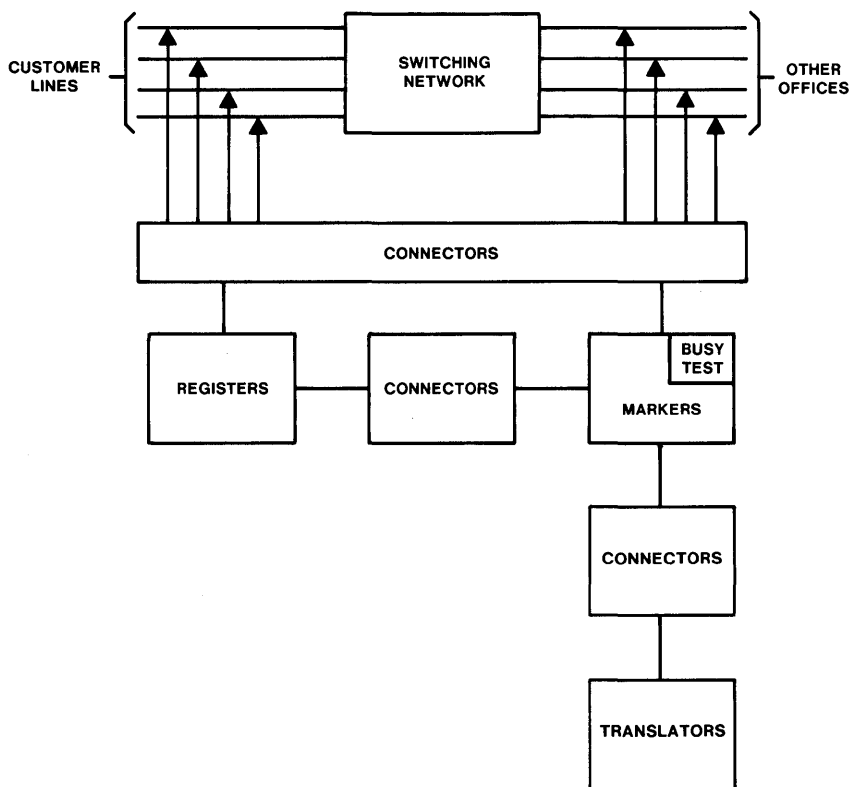 CUSTOMER
LINES
SWITCHING
NETWORK
OTHER
OFFICES
CONNECTORS
REGISTERS
CONNECTORS
BUSY
TEST
MARKERS
CONNECTORS
TRANSLATORS